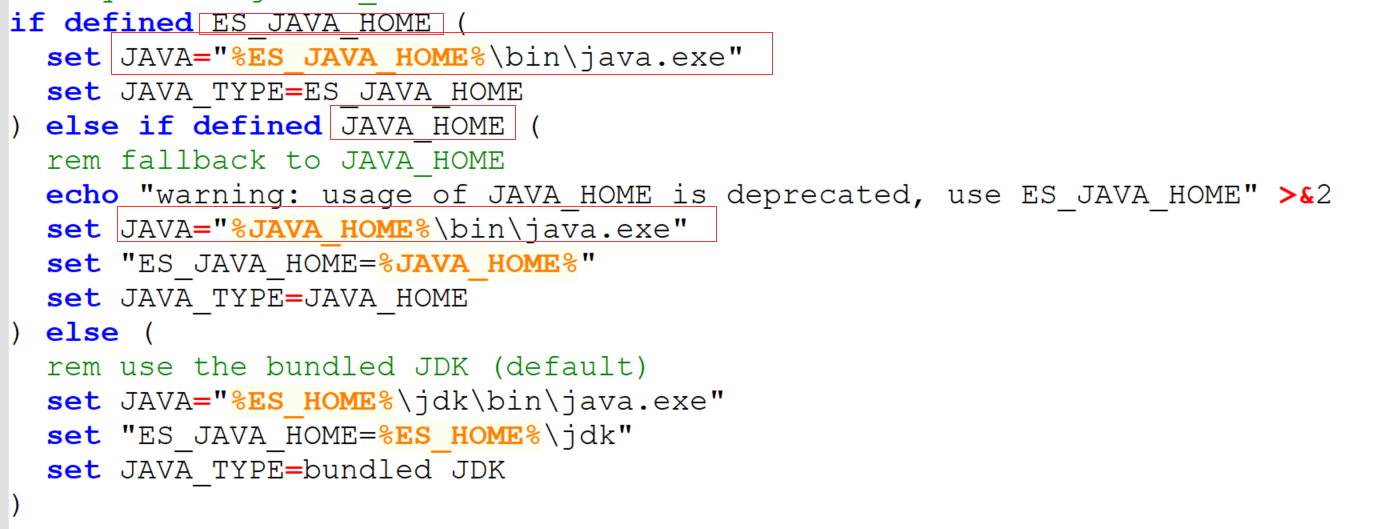 if defined ES_JAVA_HOME (
  set JAVA="%ES_JAVA_HOME%\bin\java.exe"
  set JAVA_TYPE=ES_JAVA_HOME
) else if defined JAVA_HOME (
  rem fallback to JAVA_HOME
  echo "warning: usage of JAVA_HOME is deprecated, use ES_JAVA_HOME" >&2
  set JAVA="%JAVA_HOME%\bin\java.exe"
  set "ES_JAVA_HOME=%JAVA_HOME%"
  set JAVA_TYPE=JAVA_HOME
) else (
  rem use the bundled JDK (default)
  set JAVA="%ES_HOME%\jdk\bin\java.exe"
  set "ES_JAVA_HOME=%ES_HOME%\jdk"
  set JAVA_TYPE=bundled JDK
)